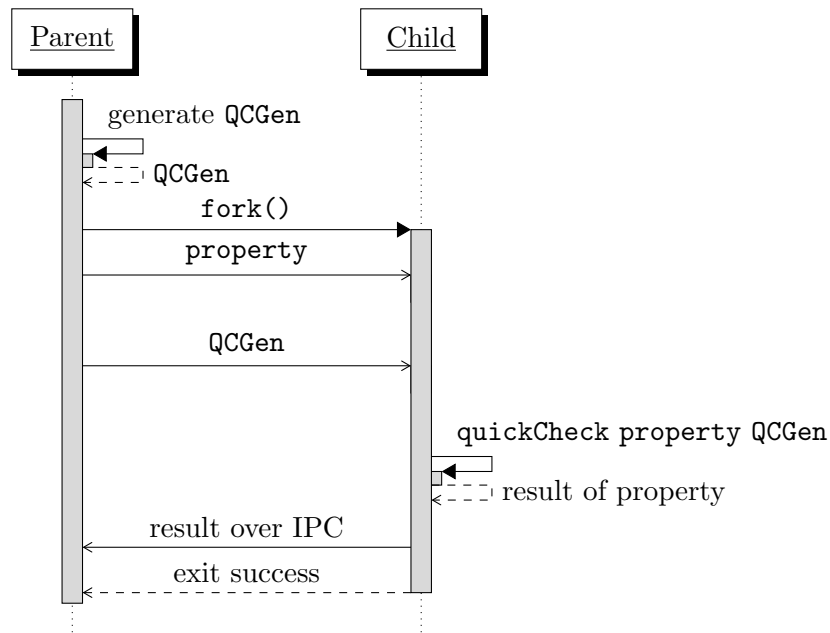 Parent
Child
generate QCGen
QCGen
fork()
property
QCGen
quickCheck property QCGen
result of property
result over IPC
exit success